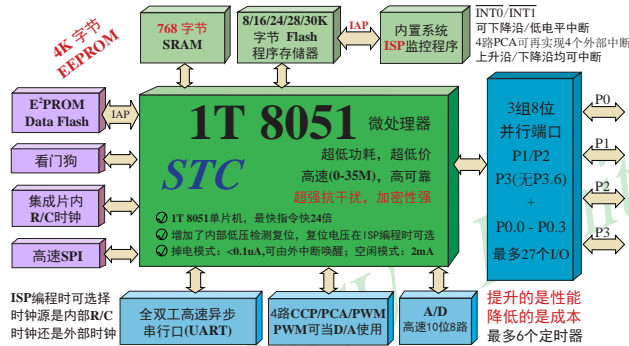 4K 字节
EEPROM
768 字节
SRAM
8/16/24/28/30K
字节 Flash
程序存储器
IAP
内置系统
ISP监控程序
INT0/INT1
可下降沿/低电平中断
4路PCA可再实现4个外部中断
上升沿/下降沿均可中断
E²PROM
Data Flash
IAP
看门狗
集成片内
R/C时钟
高速SPI
1T 8051 微处理器
STC
超低功耗，超低价
高速(0-35M)，高可靠
超强抗干扰，加密性强
1T 8051单片机，最快指令快24倍
增加了内部低压检测复位，复位电压在ISP编程时可选
掉电模式：<0.1uA,可由外中断唤醒；空闲模式：2mA
3组8位
并行端口
P1/P2
P3(无P3.6)
+
P0.0 - P0.3
最多27个I/O
P0
P1
P2
P3
ISP编程时可选择
时钟源是内部R/C
时钟还是外部时钟
全双工高速异步
串行口(UART)
4路CCP/PCA/PWM
PWM可当D/A使用
A/D
高速10位8路
提升的是性能
降低的是成本
最多6个定时器